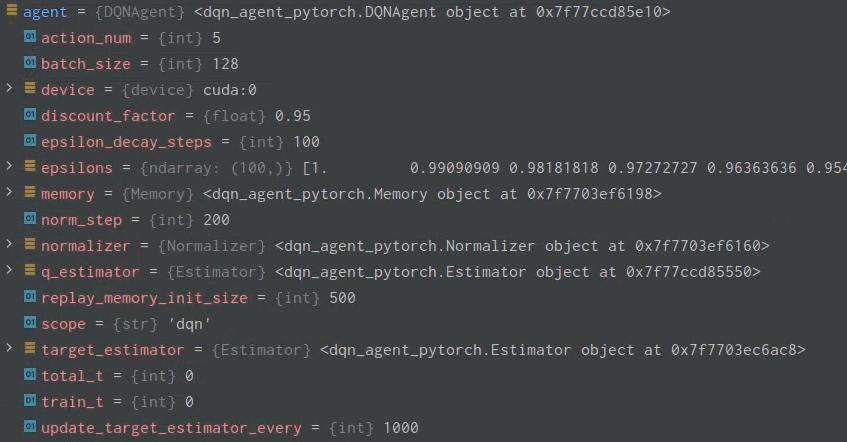 agent = {DQNAgent} <dqn_agent_pytorch.DQNAgent object at 0x7f77ccd85e10>
action_num = {int} 5
batch_size = {int} 128
device = {device} cuda:0
discount_factor = {float} 0.95
epsilon_decay_steps = {int} 100
epsilons = {ndarray: (100,)} [1. 0.99090909 0.98181818 0.97272727 0.96363636 0.954
memory = {Memory} <dqn_agent_pytorch.Memory object at 0x7f7703ef6198>
norm_step = {int} 200
normalizer = {Normalizer} <dqn_agent_pytorch.Normalizer object at 0x7f7703ef6160>
q_estimator = {Estimator} <dqn_agent_pytorch.Estimator object at 0x7f77ccd85550>
replay_memory_init_size = {int} 500
scope = {str} 'dqn'
target_estimator = {Estimator} <dqn_agent_pytorch.Estimator object at 0x7f7703ec6ac8>
total_t = {int} 0
train_t = {int} 0
update_target_estimator_every = {int} 1000